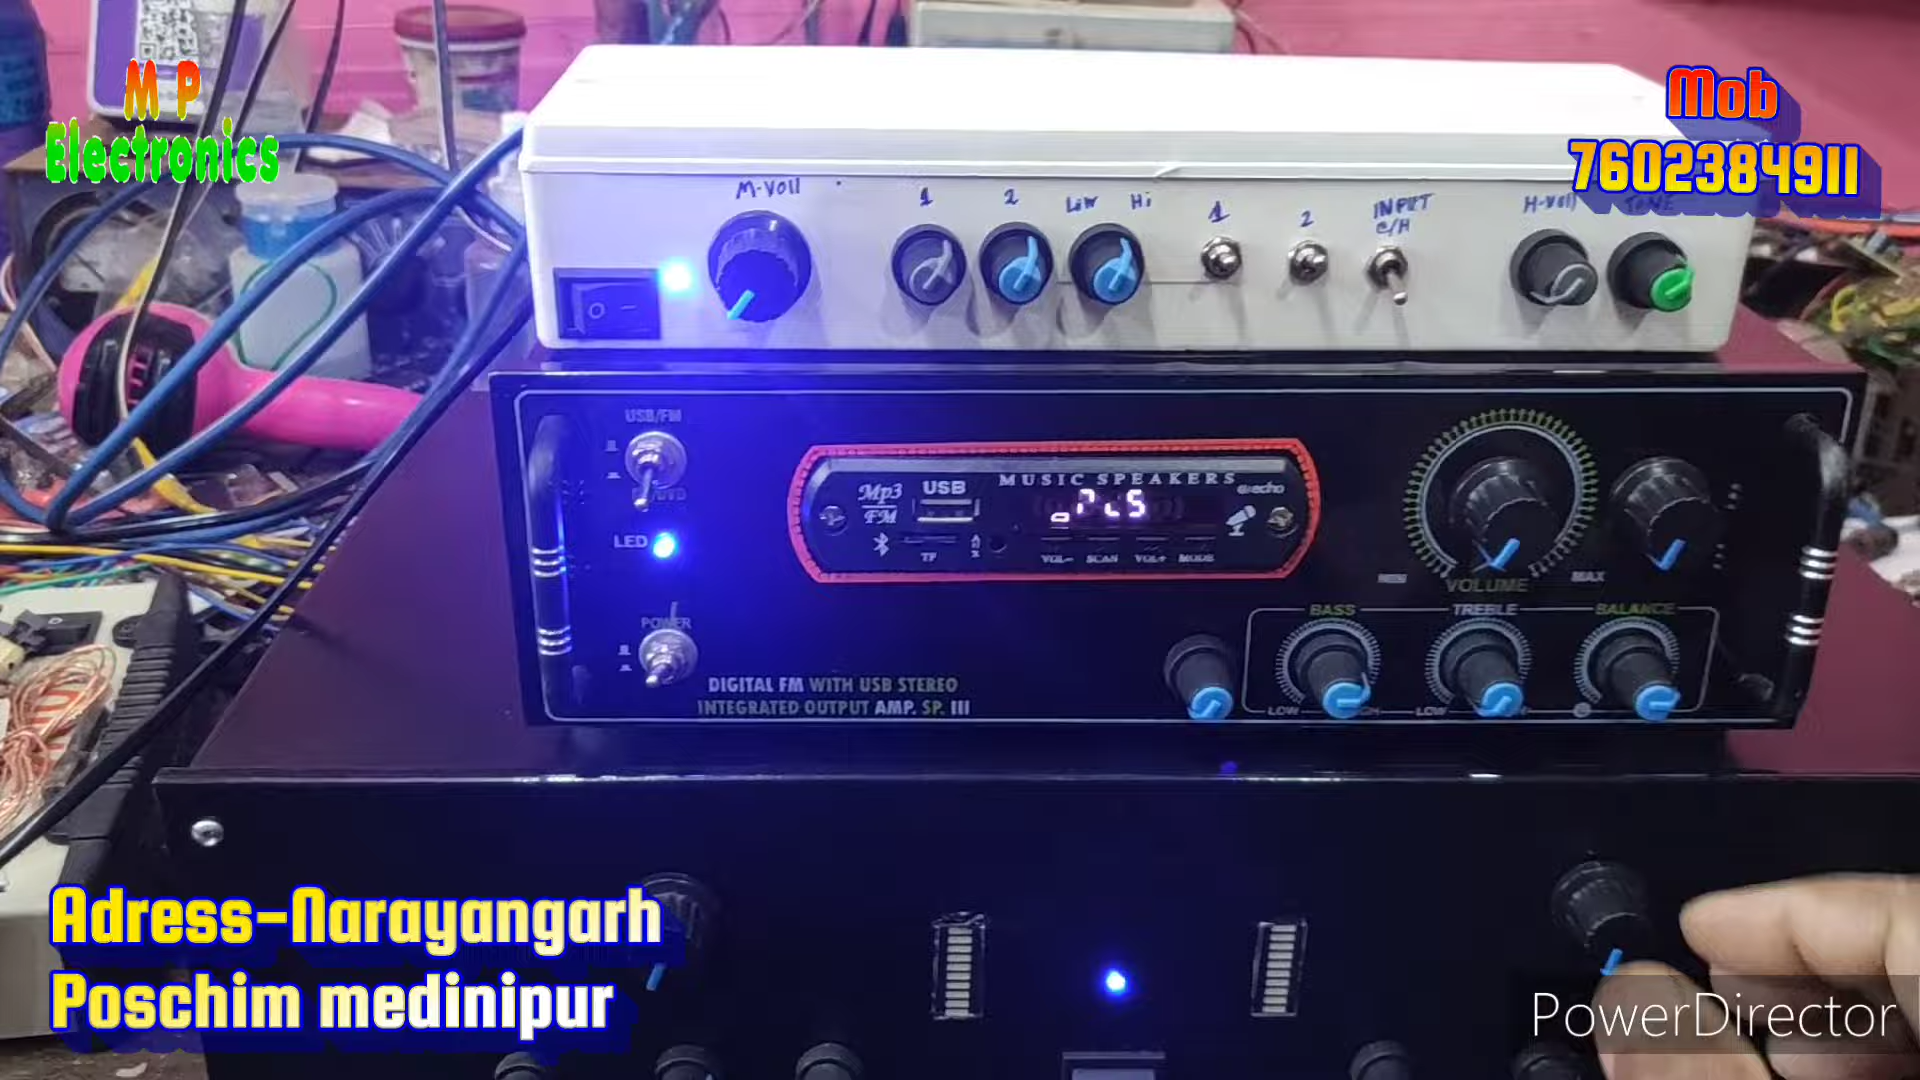 M P
Electronics
Mob
7602384911
M-VOll
1
2
Low Hi
1
2
INPUT
C/H
H-Voll
TONE
USB/FM
LED
POWER
Mp3
FM
USB
MUSIC SPEAKERS
echo
TF
VOL- SCAN VOL+ MODE
MIN
VOLUME
MAX
BASS
TREBLE
BALANCE
LOW
LOW
DIGITAL FM WITH USB STEREO
INTEGRATED OUTPUT AMP. SP. III
Adress-Narayangarh
Poschim medinipur
PowerDirector